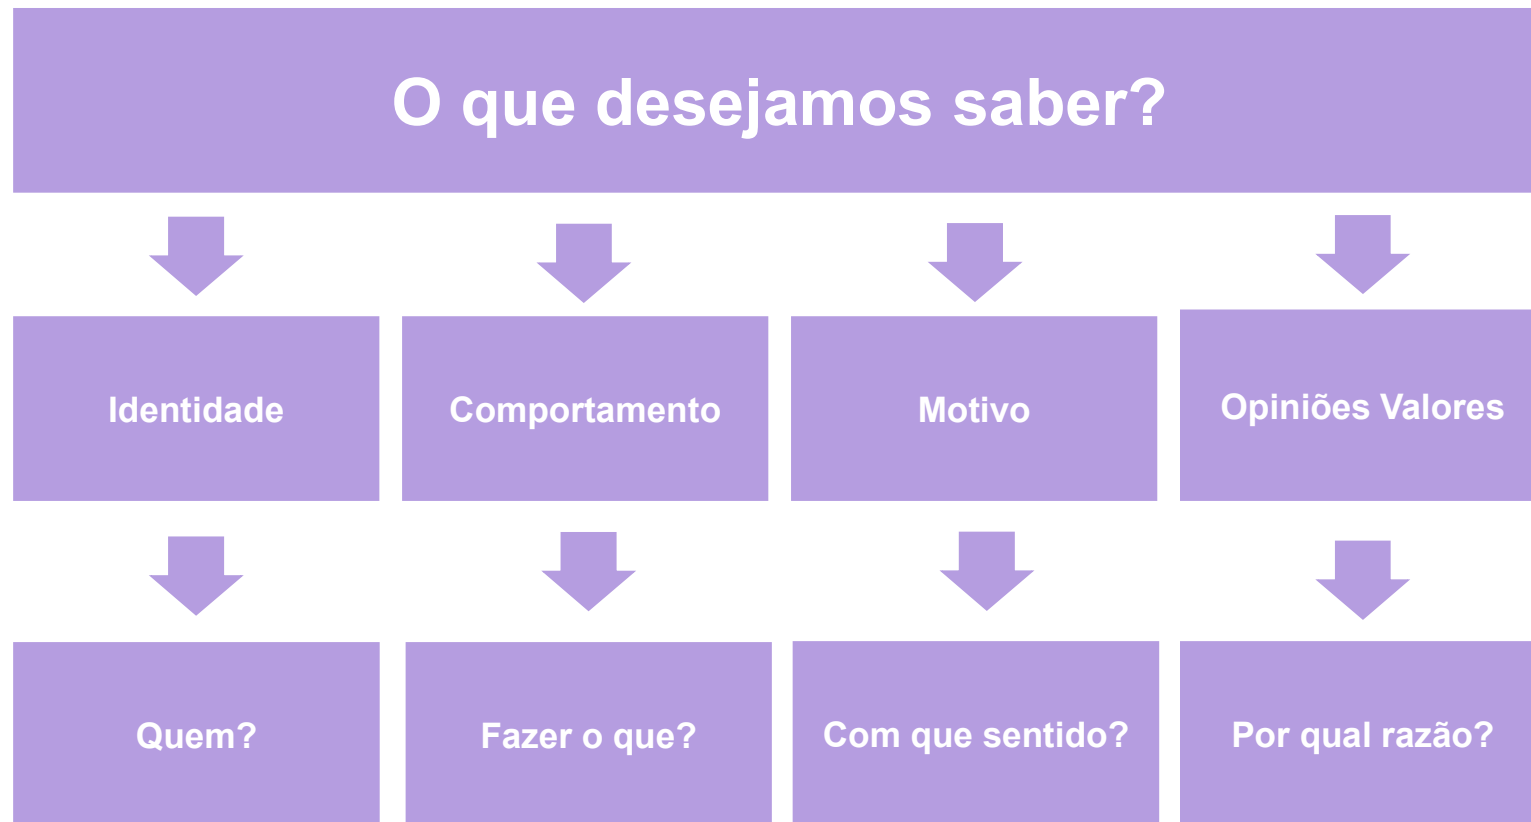 O que desejamos saber?
Identidade
Comportamento
Motivo
Opiniões Valores
Quem?
Fazer o que?
Com que sentido?
Por qual razão?